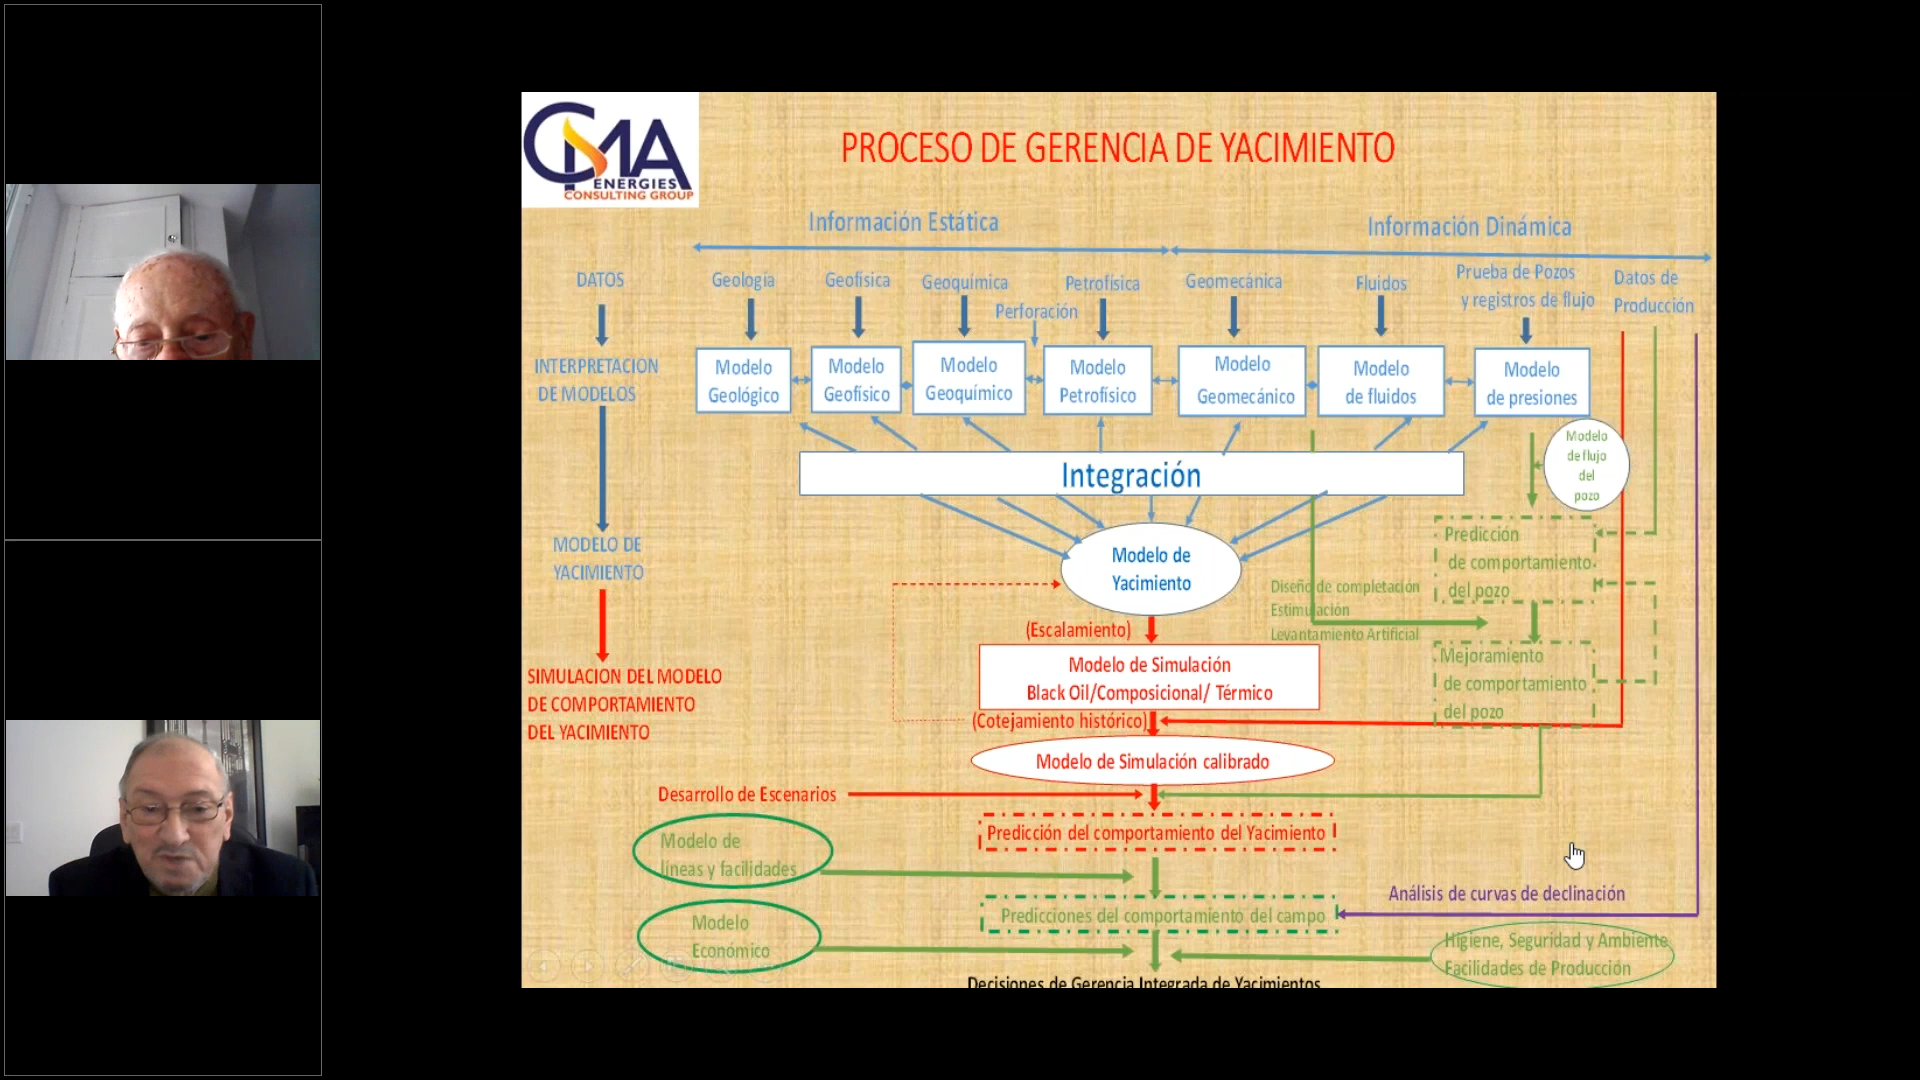 CMA
ENERGIES
CONSULTING GROUP
PROCESO DE GERENCIA DE YACIMIENTO
Información Estática
Información Dinámica
DATOS
Geología
Geofisica
Geoquímica
Perforación
Petrofísica
Geomecánica
Fluidos
Prueba de Pozos
y registros de flujo
Datos de
Producción
INTERPRETACION
DE MODELOS
Modelo
Geológico
Modelo
Geofísico
Modelo
Geoquímico
Modelo
Petrofísico
Modelo
Geomecánico
Modelo
de fluidos
Modelo
de presiones
Modelo
de flujo
del
pozo
Integración
MODELO DE
YACIMIENTO
Modelo de
Yacimiento
Predicción
de comportamiento
del pozo
Diseño de completación
Estimulación
Levantamiento Artificial
(Escalamiento)
Mejoramiento
de comportamiento
del pozo
SIMULACION DEL MODELO
DE COMPORTAMIENTO
DEL YACIMIENTO
Modelo de Simulación
Black Oil/Composicional/ Térmico
(Cotejamiento histórico)
Modelo de Simulación calibrado
Desarrollo de Escenarios
Predicción del comportamiento del Yacimiento
Modelo de
líneas y facilidades
Análisis de curvas de declinación
Predicciones del comportamiento del campo
Modelo
Económico
Higiene, Seguridad y Ambiente
Facilidades de Producción
Decisiones de Gerencia Integrada de Yacimientos